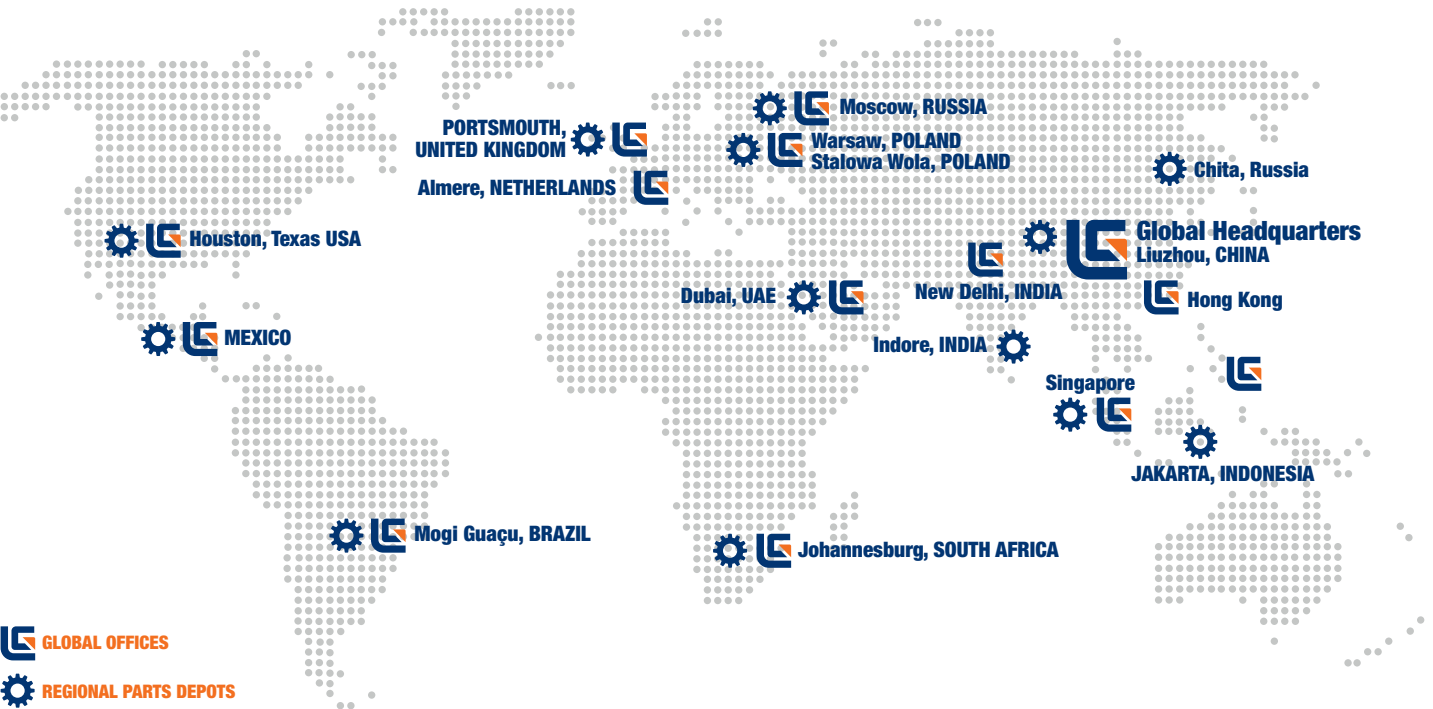 Moscow, RUSSIA
PORTSMOUTH,
UNITED KINGDOM
Warsaw, POLAND
Stalowa Wola, POLAND
Chita, Russia
Almere, NETHERLANDS
Houston, Texas USA
Global Headquarters
Liuzhou, CHINA
Dubai, UAE
New Delhi, INDIA
Hong Kong
MEXICO
Indore, INDIA
Singapore
JAKARTA, INDONESIA
Mogi Guaçu, BRAZIL
Johannesburg, SOUTH AFRICA
GLOBAL OFFICES
REGIONAL PARTS DEPOTS